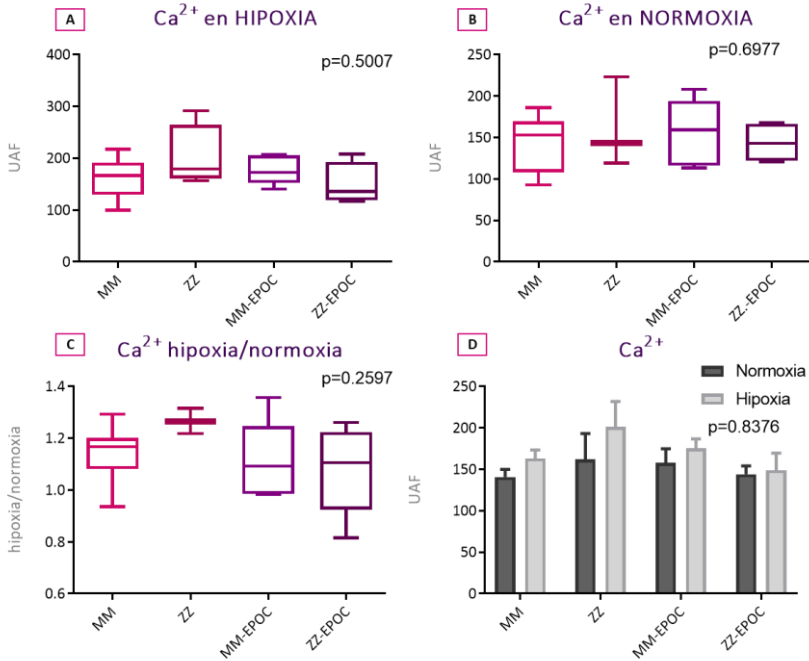 A
Ca²⁺ en HIPOXIA
p=0.5007
UAF
400
300
200
100
0
MM
ZZ
MM-EPOC
ZZ-EPOC
B
Ca²⁺ en NORMOXIA
p=0.6977
UAF
250
200
150
100
50
0
MM
ZZ
MM-EPOC
ZZ.-EPOC
C
Ca²⁺ hipoxia/normoxia
p=0.2597
hipoxia/normoxia
1.4
1.2
1.0
0.8
0.6
MM
ZZ
MM-EPOC
ZZ-EPOC
D
Ca²⁺
Normoxia
Hipoxia
p=0.8376
UAF
250
200
150
100
50
0
MM
ZZ
MM-EPOC
ZZ-EPOC